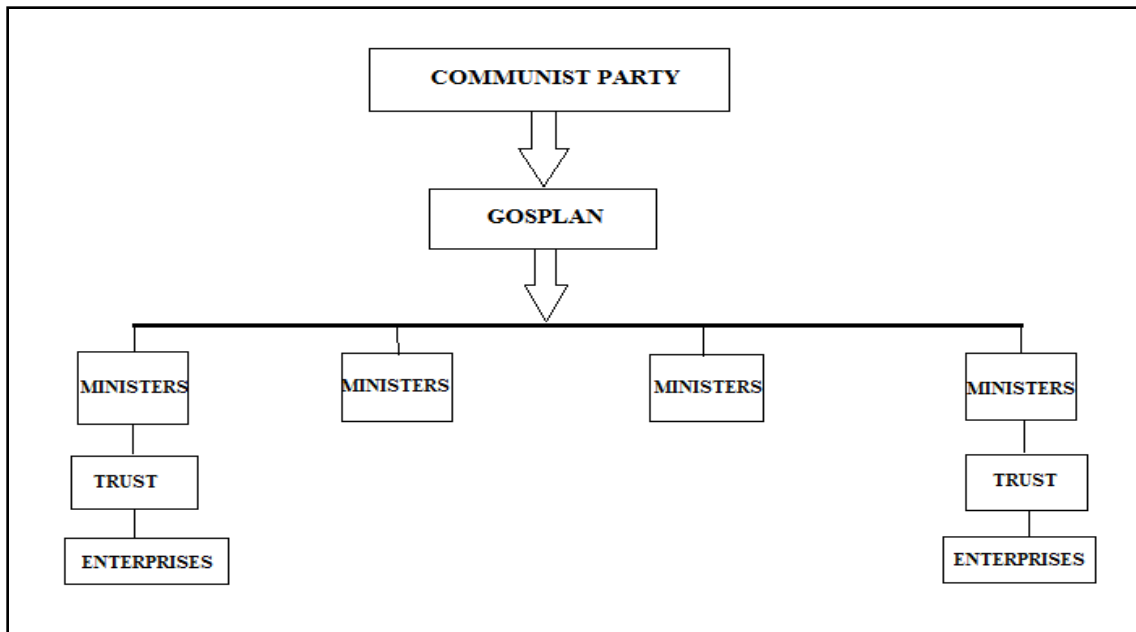 COMMUNIST PARTY
GOSPLAN
MINISTERS
MINISTERS
MINISTERS
MINISTERS
TRUST
TRUST
ENTERPRISES
ENTERPRISES